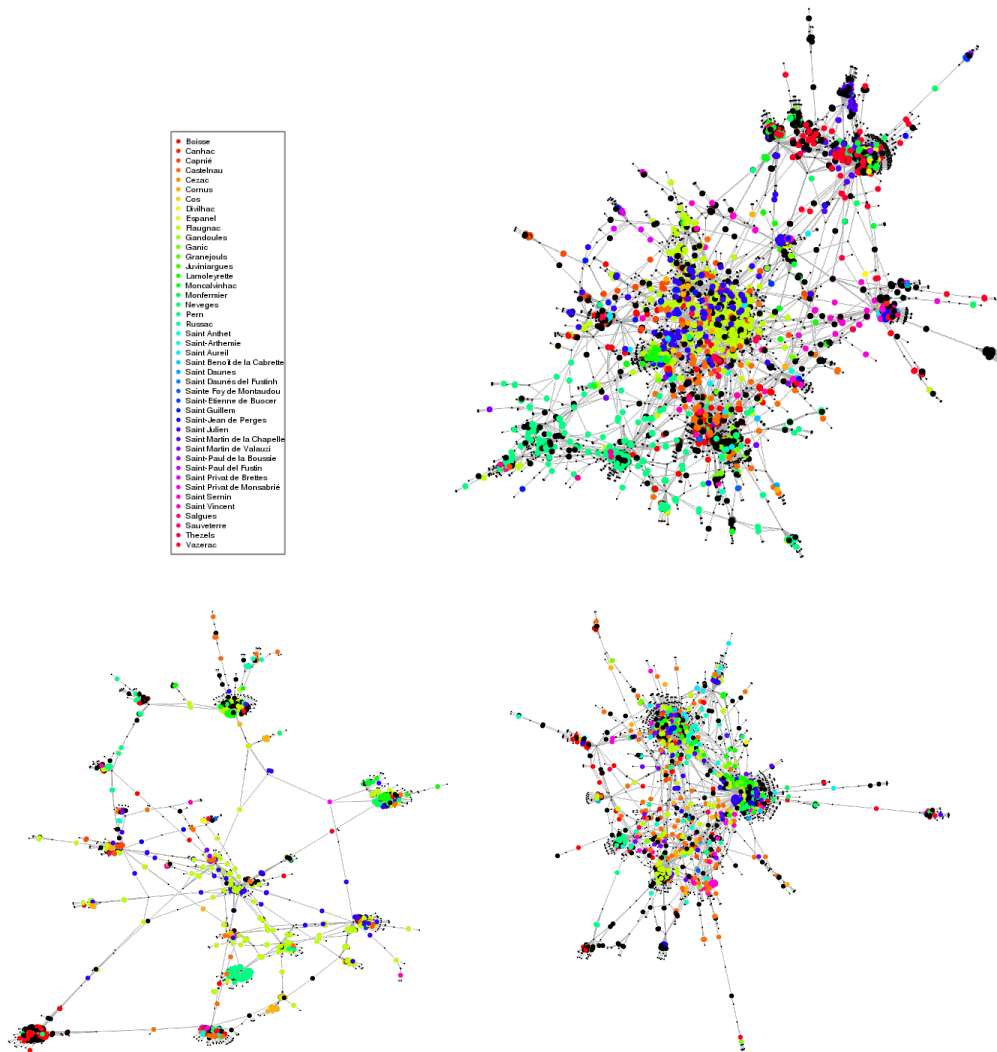 Boisse
Canhac
Capnié
Castelnau
Cezac
Cornus
Cos
Divilhac
Espanel
Flaugnac
Gandoules
Ganic
Granejouls
Juviniargues
Lamoleyrette
Moncalvinhac
Monfermier
Neveges
Pern
Russac
Saint Anthet
Saint-Arthemie
Saint Aureil
Saint Benoît de la Cabrette
Saint Daunes
Saint Daunés del Fustinh
Sainte Foy de Montaudou
Saint-Etienne de Buocer
Saint Guillem
Saint-Jean de Perges
Saint Julien
Saint Martin de la Chapelle
Saint Martin de Valauzi
Saint-Paul de la Boussie
Saint-Paul del Fustin
Saint Privat de Brettes
Saint Privat de Monsabrié
Saint Sernin
Saint Vincent
Salgues
Sauveterre
Thezels
Vazerac